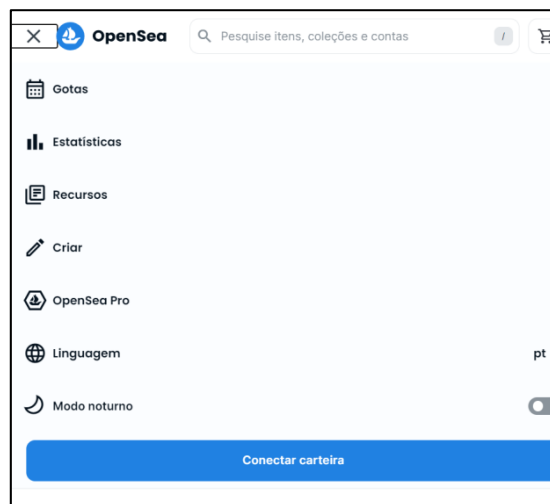 OpenSea
Pesquise itens, coleções e contas
/
Gotas
Estatísticas
Recursos
Criar
OpenSea Pro
Linguagem
pt
Modo noturno
Conectar carteira